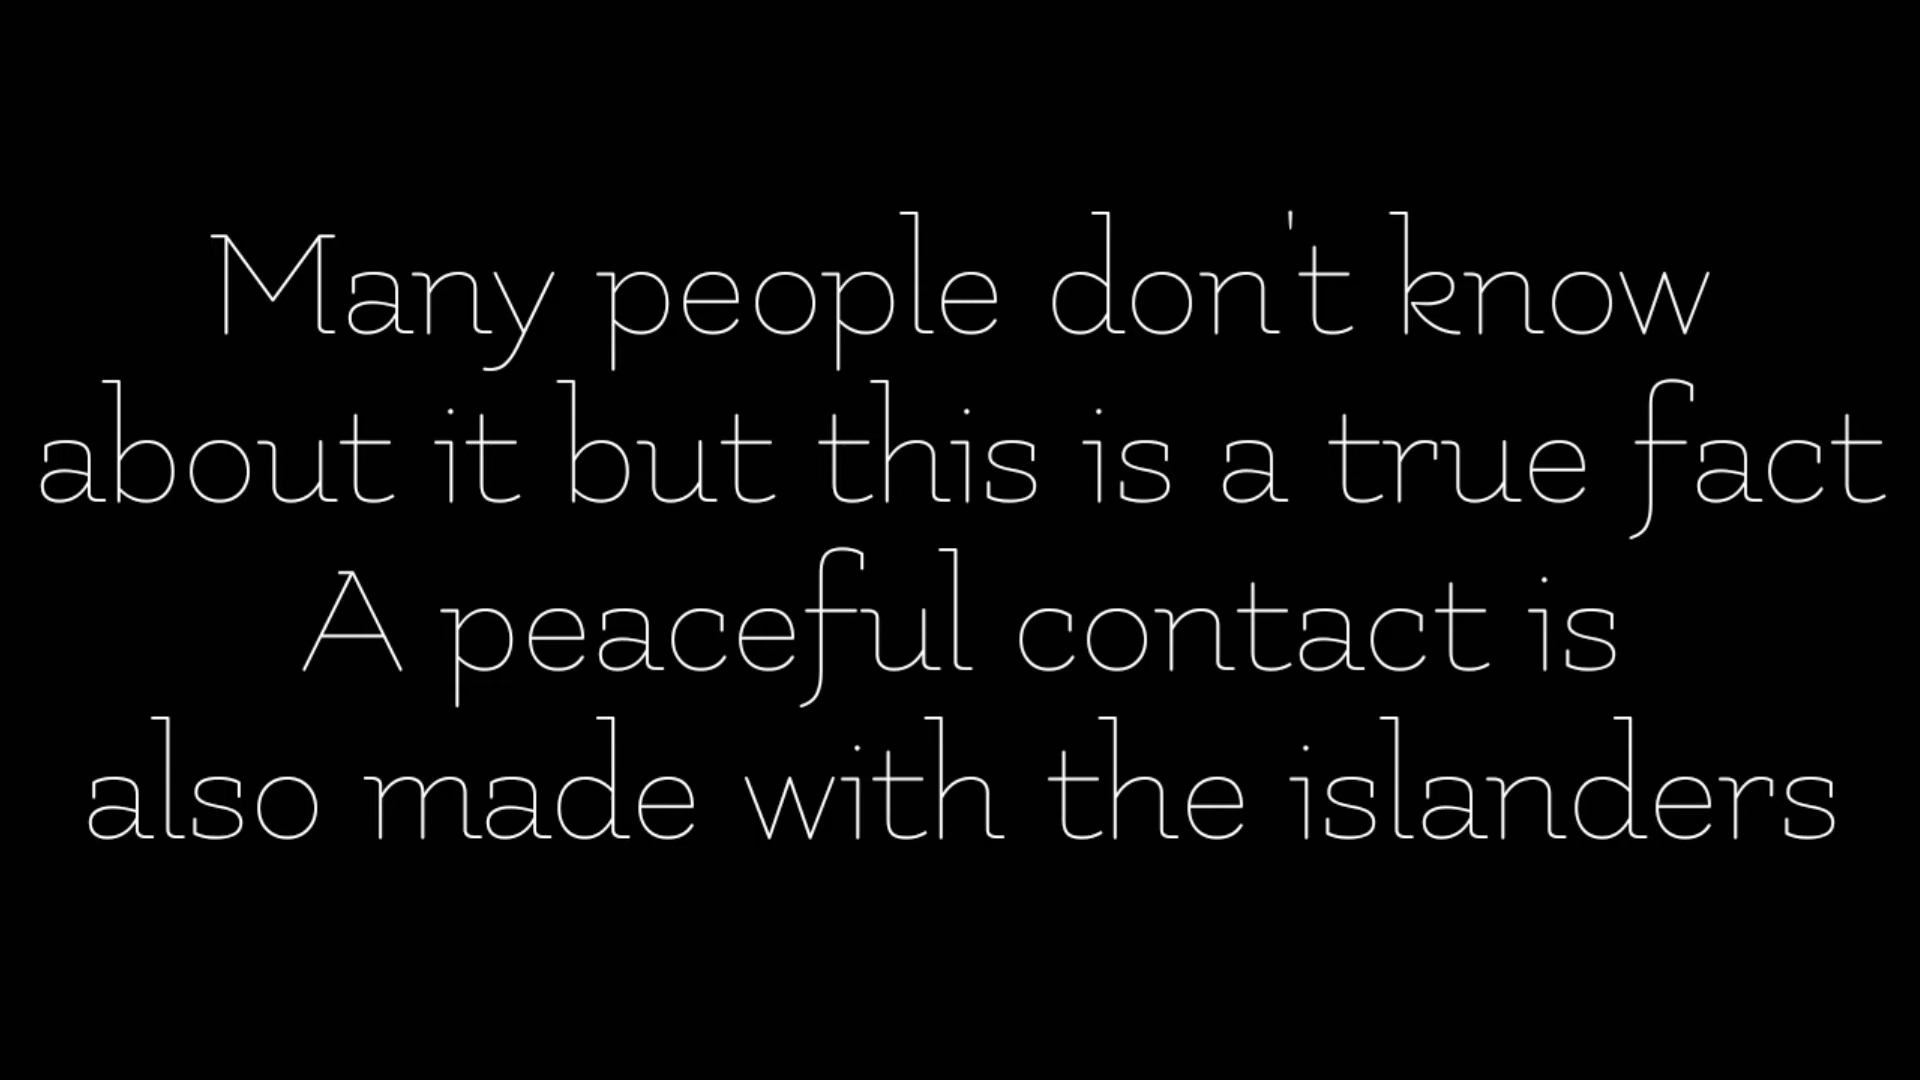 Many people don't know
about it but this is a true fact
A peaceful contact is
also made with the islanders